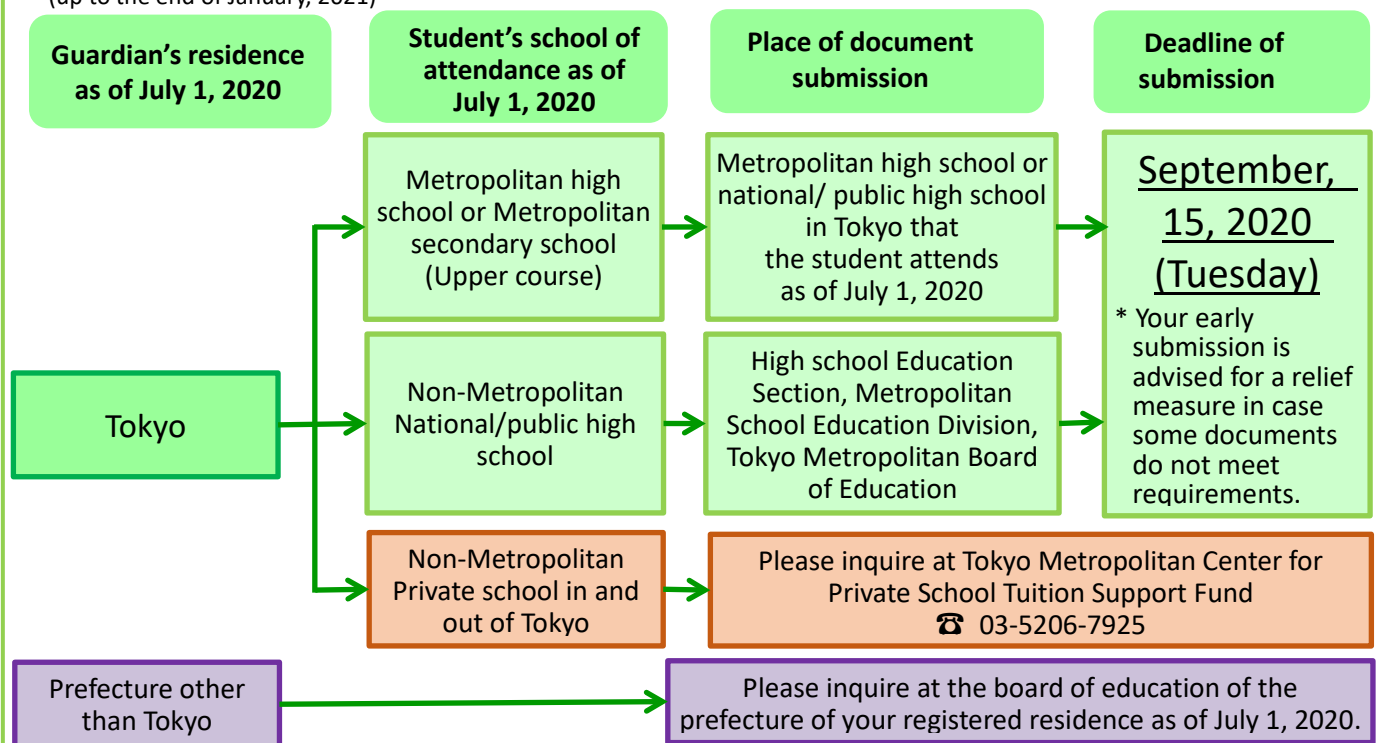 (up to the end of January, 2021)
Guardian's residence
as of July 1, 2020
Student's school of
attendance as of
July 1, 2020
Place of document
submission
Deadline of
submission
Tokyo
Metropolitan high
school or Metropolitan
secondary school
(Upper course)
Metropolitan high school or
national/ public high school
in Tokyo that
the student attends
as of July 1, 2020
September,
15, 2020
(Tuesday)
* Your early
submission is
advised for a relief
measure in case
some documents
do not meet
requirements.
Non-Metropolitan
National/public high
school
High school Education
Section, Metropolitan
School Education Division,
Tokyo Metropolitan Board
of Education
Non-Metropolitan
Private school in and
out of Tokyo
Please inquire at Tokyo Metropolitan Center for
Private School Tuition Support Fund
☎ 03-5206-7925
Prefecture other
than Tokyo
Please inquire at the board of education of the
prefecture of your registered residence as of July 1, 2020.